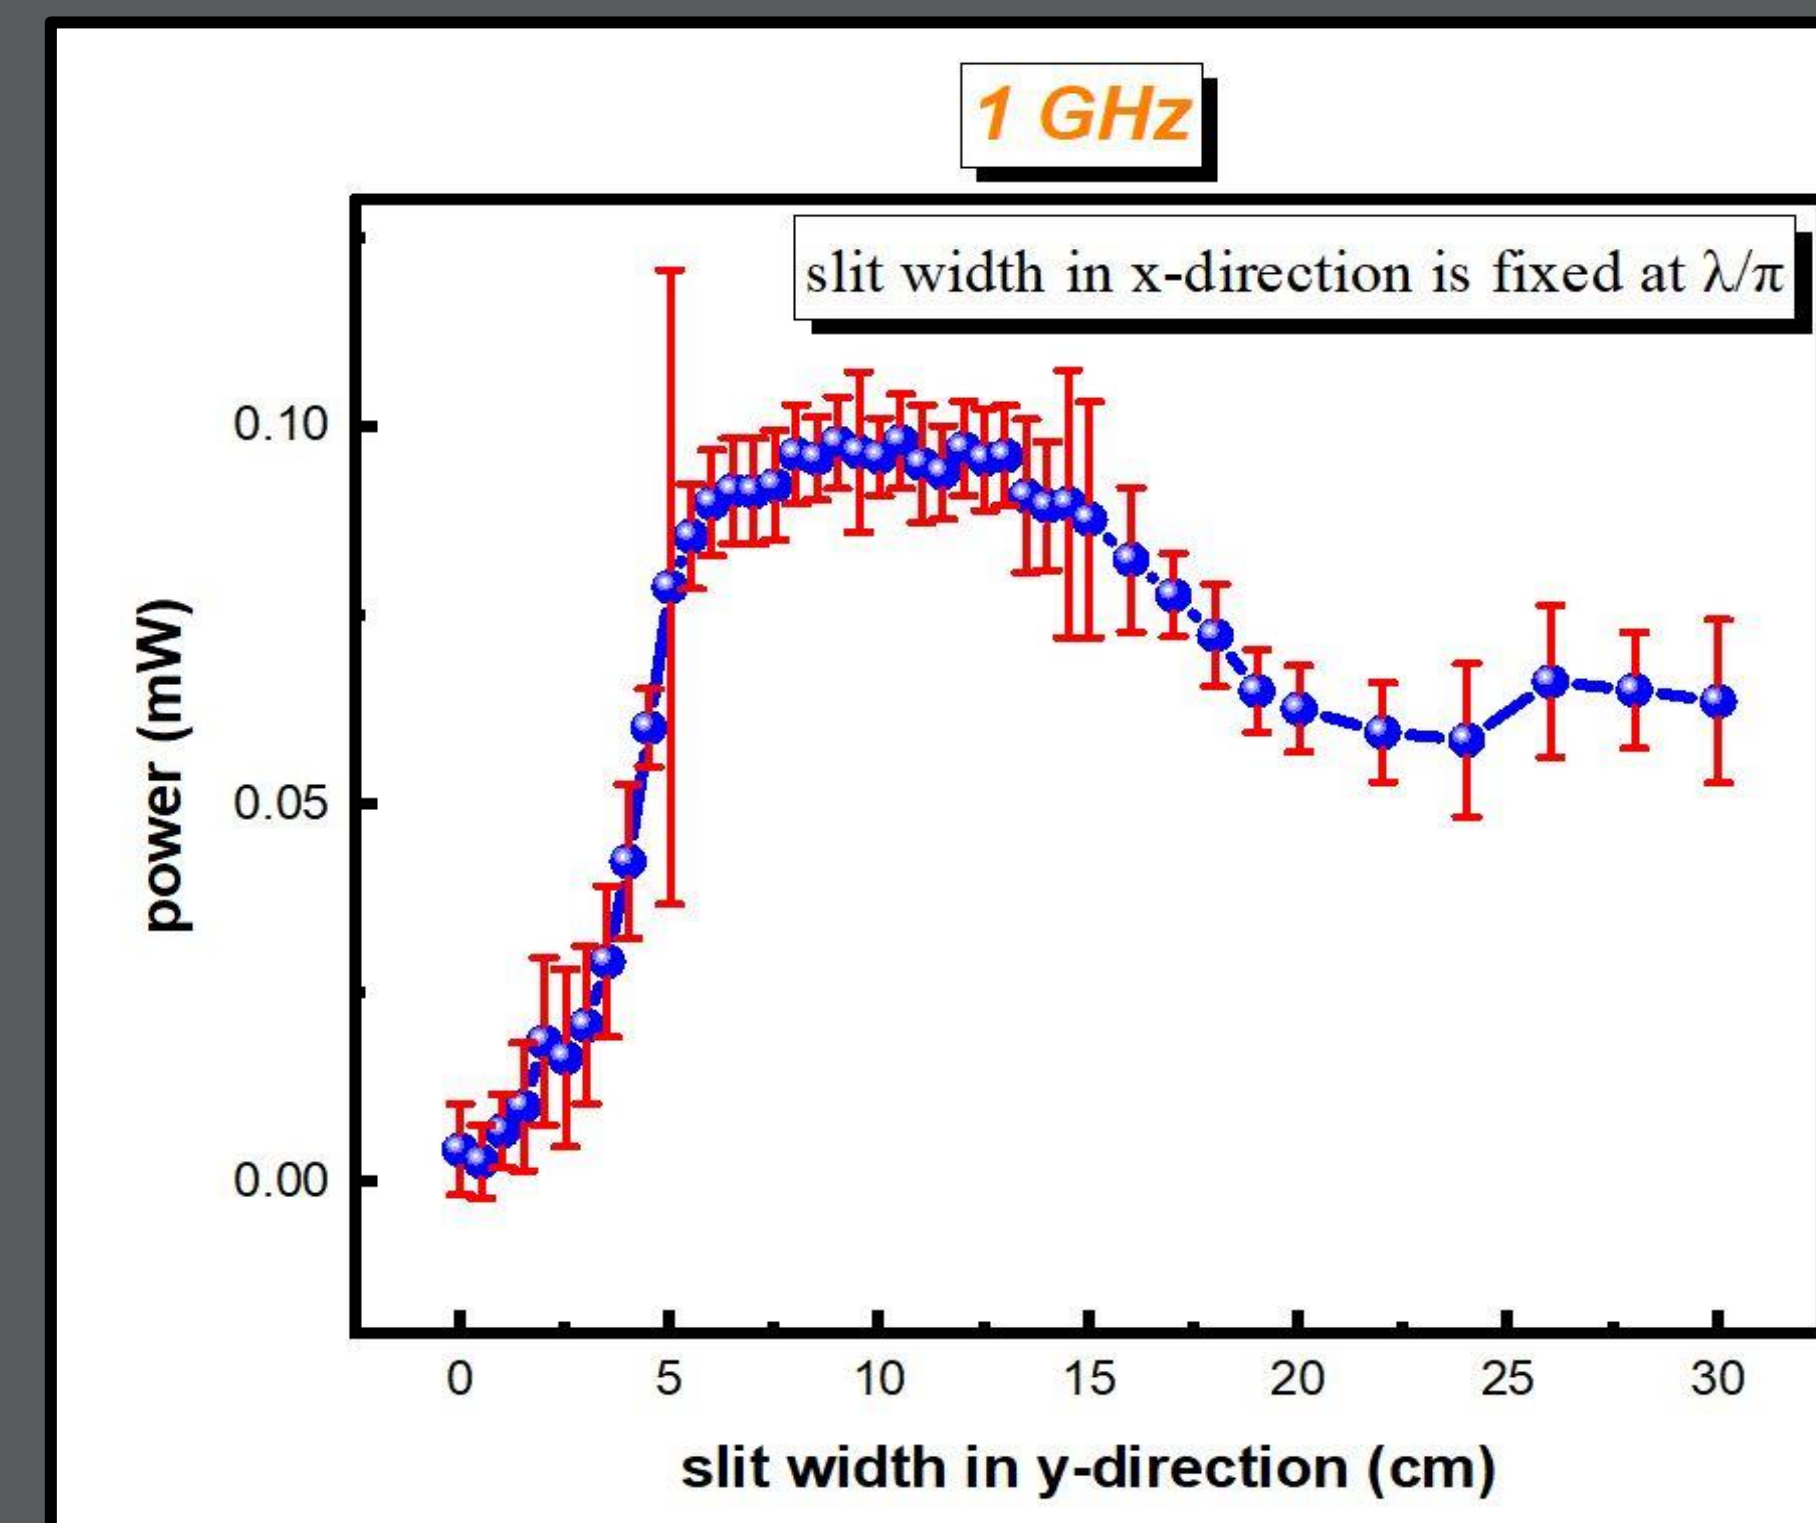 1 GHz
slit width in x-direction is fixed at λ/π
power (mW)
0.10
0.05
0.00
0 5 10 15 20 25 30
slit width in y-direction (cm)